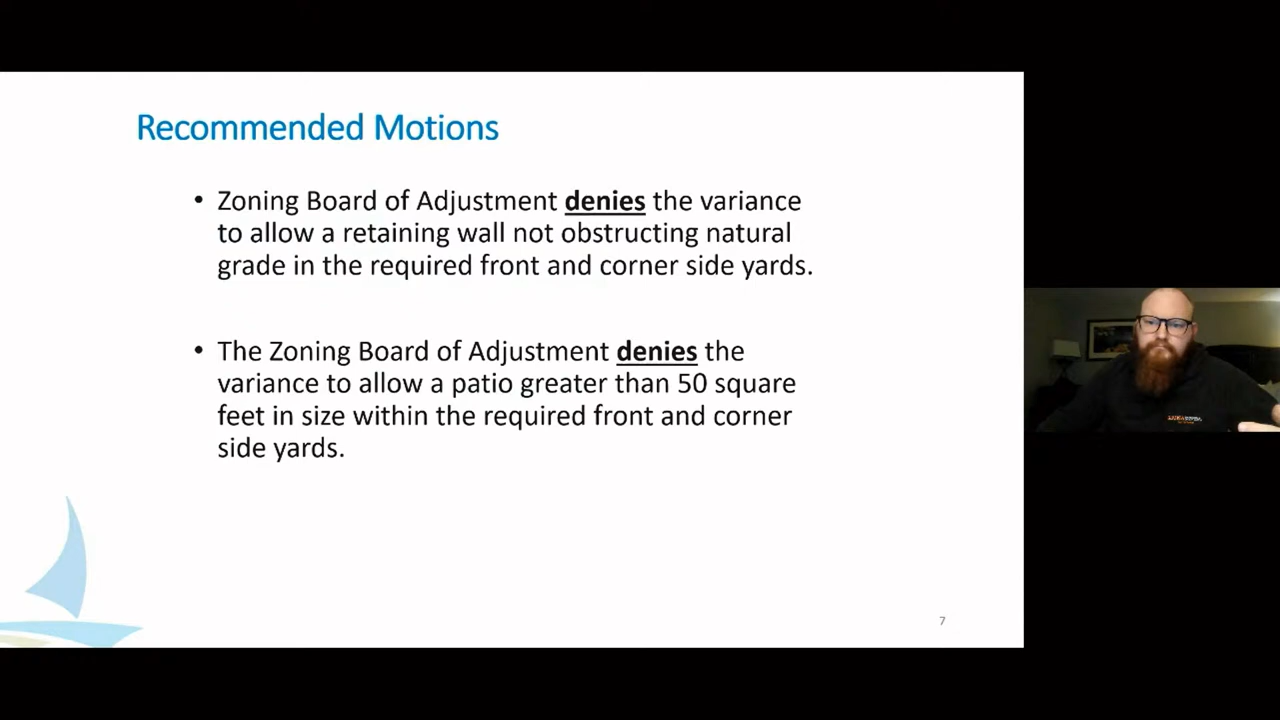 Recommended Motions
• Zoning Board of Adjustment denies the variance
to allow a retaining wall not obstructing natural
grade in the required front and corner side yards.
• The Zoning Board of Adjustment denies the
variance to allow a patio greater than 50 square
feet in size within the required front and corner
side yards.
7